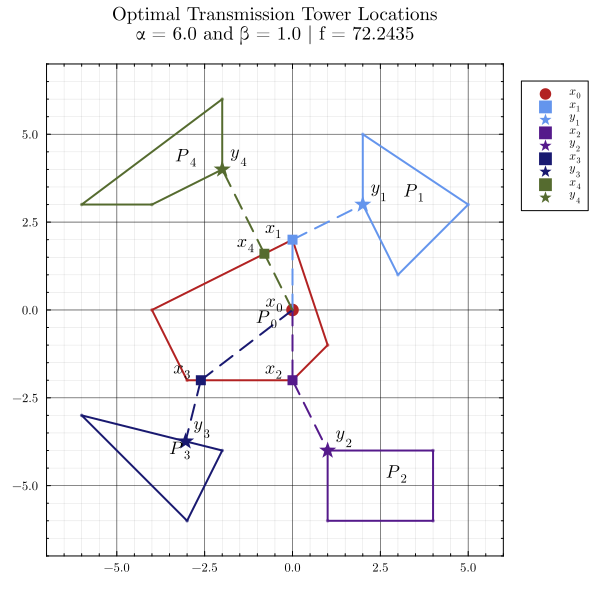 Optimal Transmission Tower Locations
α = 6.0 and β = 1.0 | f = 72.2435
x₀
x₁
y₁
x₂
y₂
x₃
y₃
x₄
y₄
5.0
2.5
0.0
−2.5
−5.0
P₄
y₄
y₁
P₁
x₁
x₄
x₀
P₀
x₃
x₂
y₃
P₃
y₂
P₂
−5.0
−2.5
0.0
2.5
5.0